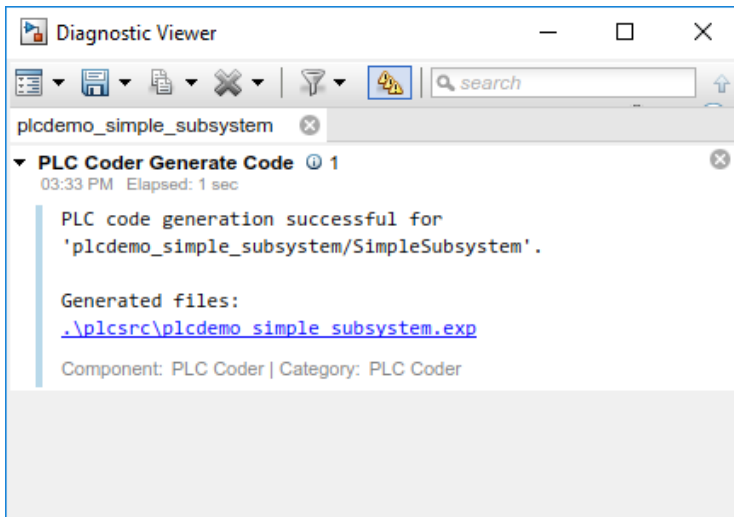 Diagnostic Viewer
search
plcdemo_simple_subsystem
PLC Coder Generate Code 1
03:33 PM Elapsed: 1 sec
PLC code generation successful for
'plcdemo_simple_subsystem/SimpleSubsystem'.
Generated files:
.\plcsrc\plcdemo_simple_subsystem.exp
Component: PLC Coder | Category: PLC Coder